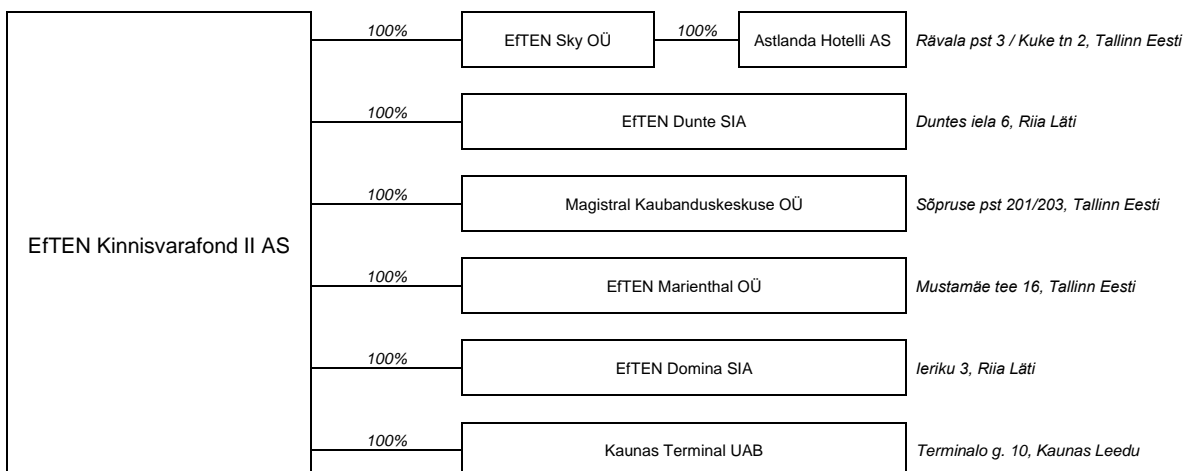 100%
EfTEN Sky OÜ
100%
Astlanda Hotelli AS
Rävala pst 3 / Kuke tn 2, Tallinn Eesti
100%
EfTEN Dunte SIA
Duntes iela 6, Riia Läti
100%
Magistral Kaubanduskeskuse OÜ
Sõpruse pst 201/203, Tallinn Eesti
EfTEN Kinnisvarafond II AS
100%
EfTEN Marienthal OÜ
Mustamäe tee 16, Tallinn Eesti
100%
EfTEN Domina SIA
Ieriku 3, Riia Läti
100%
Kaunas Terminal UAB
Terminalo g. 10, Kaunas Leedu